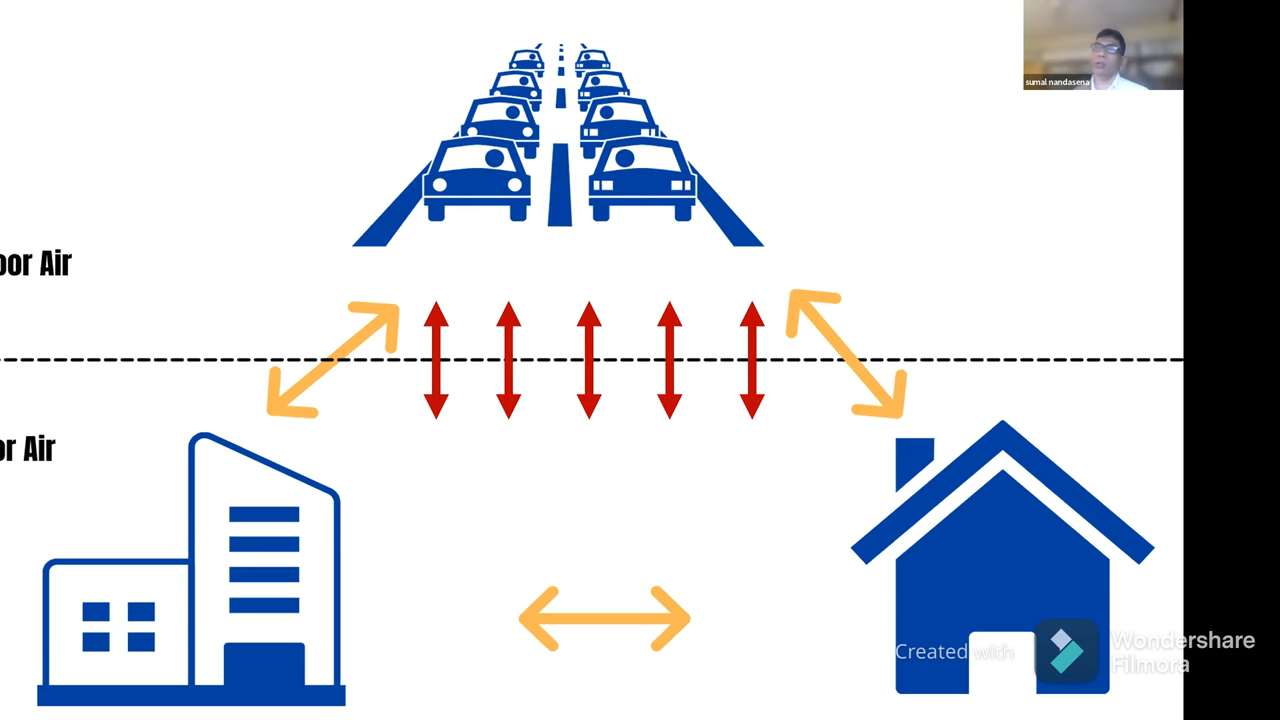 sumal nandasena
oor Air
or Air
Created with
Wondershare
Filmora